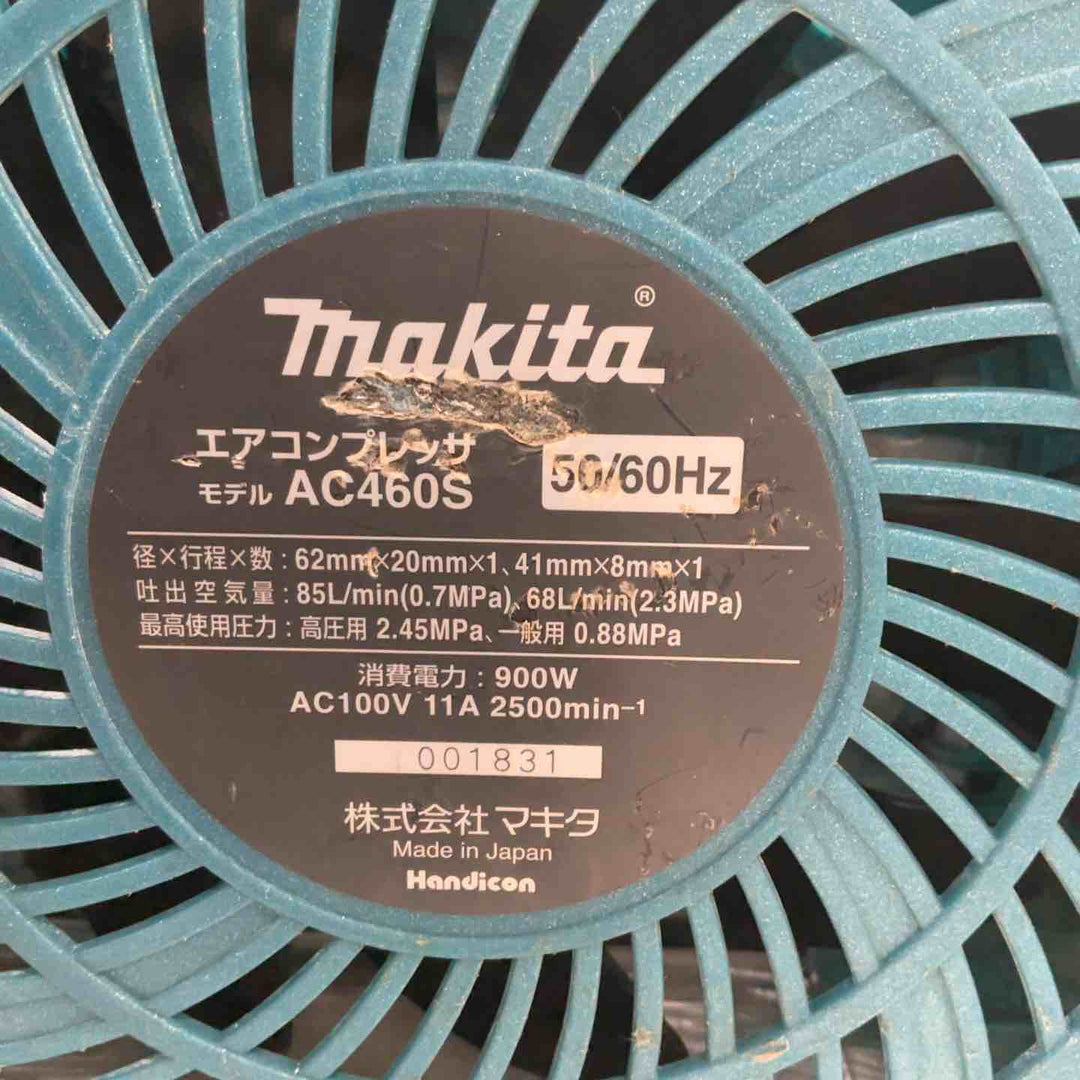 makita®
エアコンプレッサ
モデル AC460S 50/60Hz
径×行程×数：62mm×20mm×1、41mm×8mm×1
吐出空気量：85L/min(0.7MPa)、68L/min(2.3MPa)
最高使用圧力：高圧用 2.45MPa、一般用 0.88MPa
消費電力：900W
AC100V 11A 2500min⁻¹
001831
株式会社 マキタ
Made in Japan
Handicon